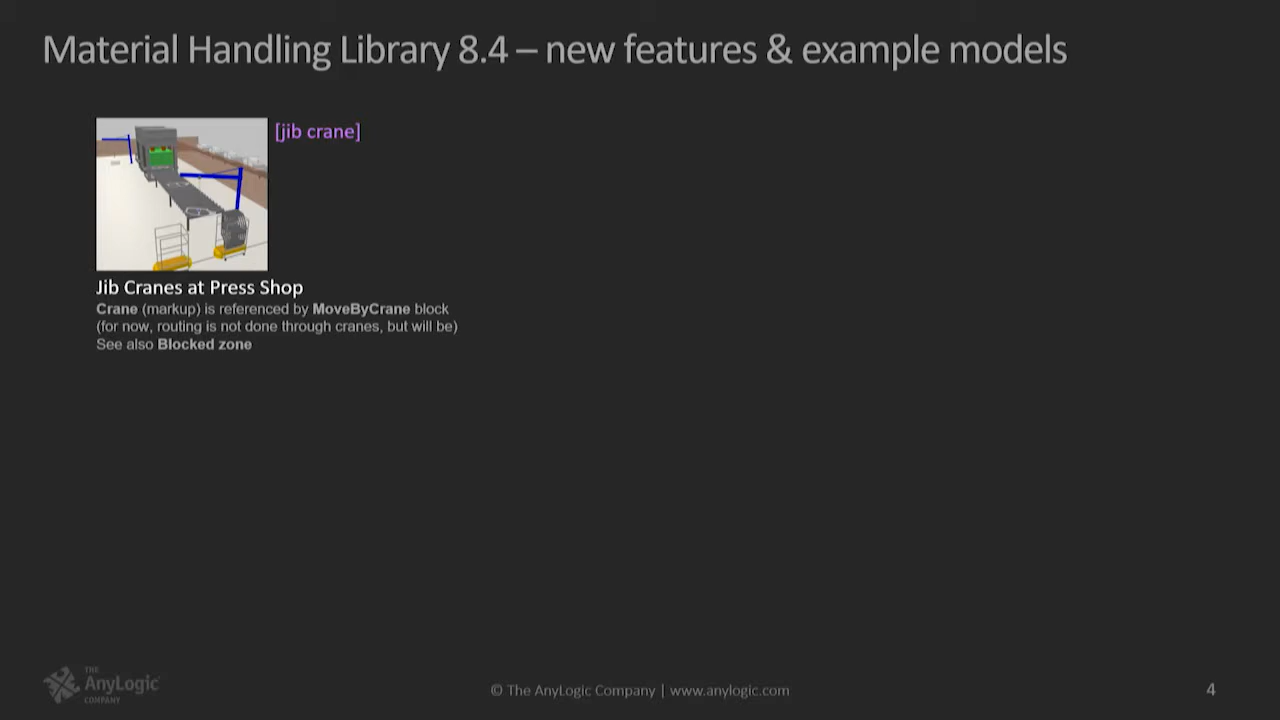 Material Handling Library 8.4 – new features & example models
[jib crane]
Jib Cranes at Press Shop
Crane (markup) is referenced by MoveByCrane block
(for now, routing is not done through cranes, but will be)
See also Blocked zone
THE
AnyLogic
COMPANY
© The AnyLogic Company | www.anylogic.com
4